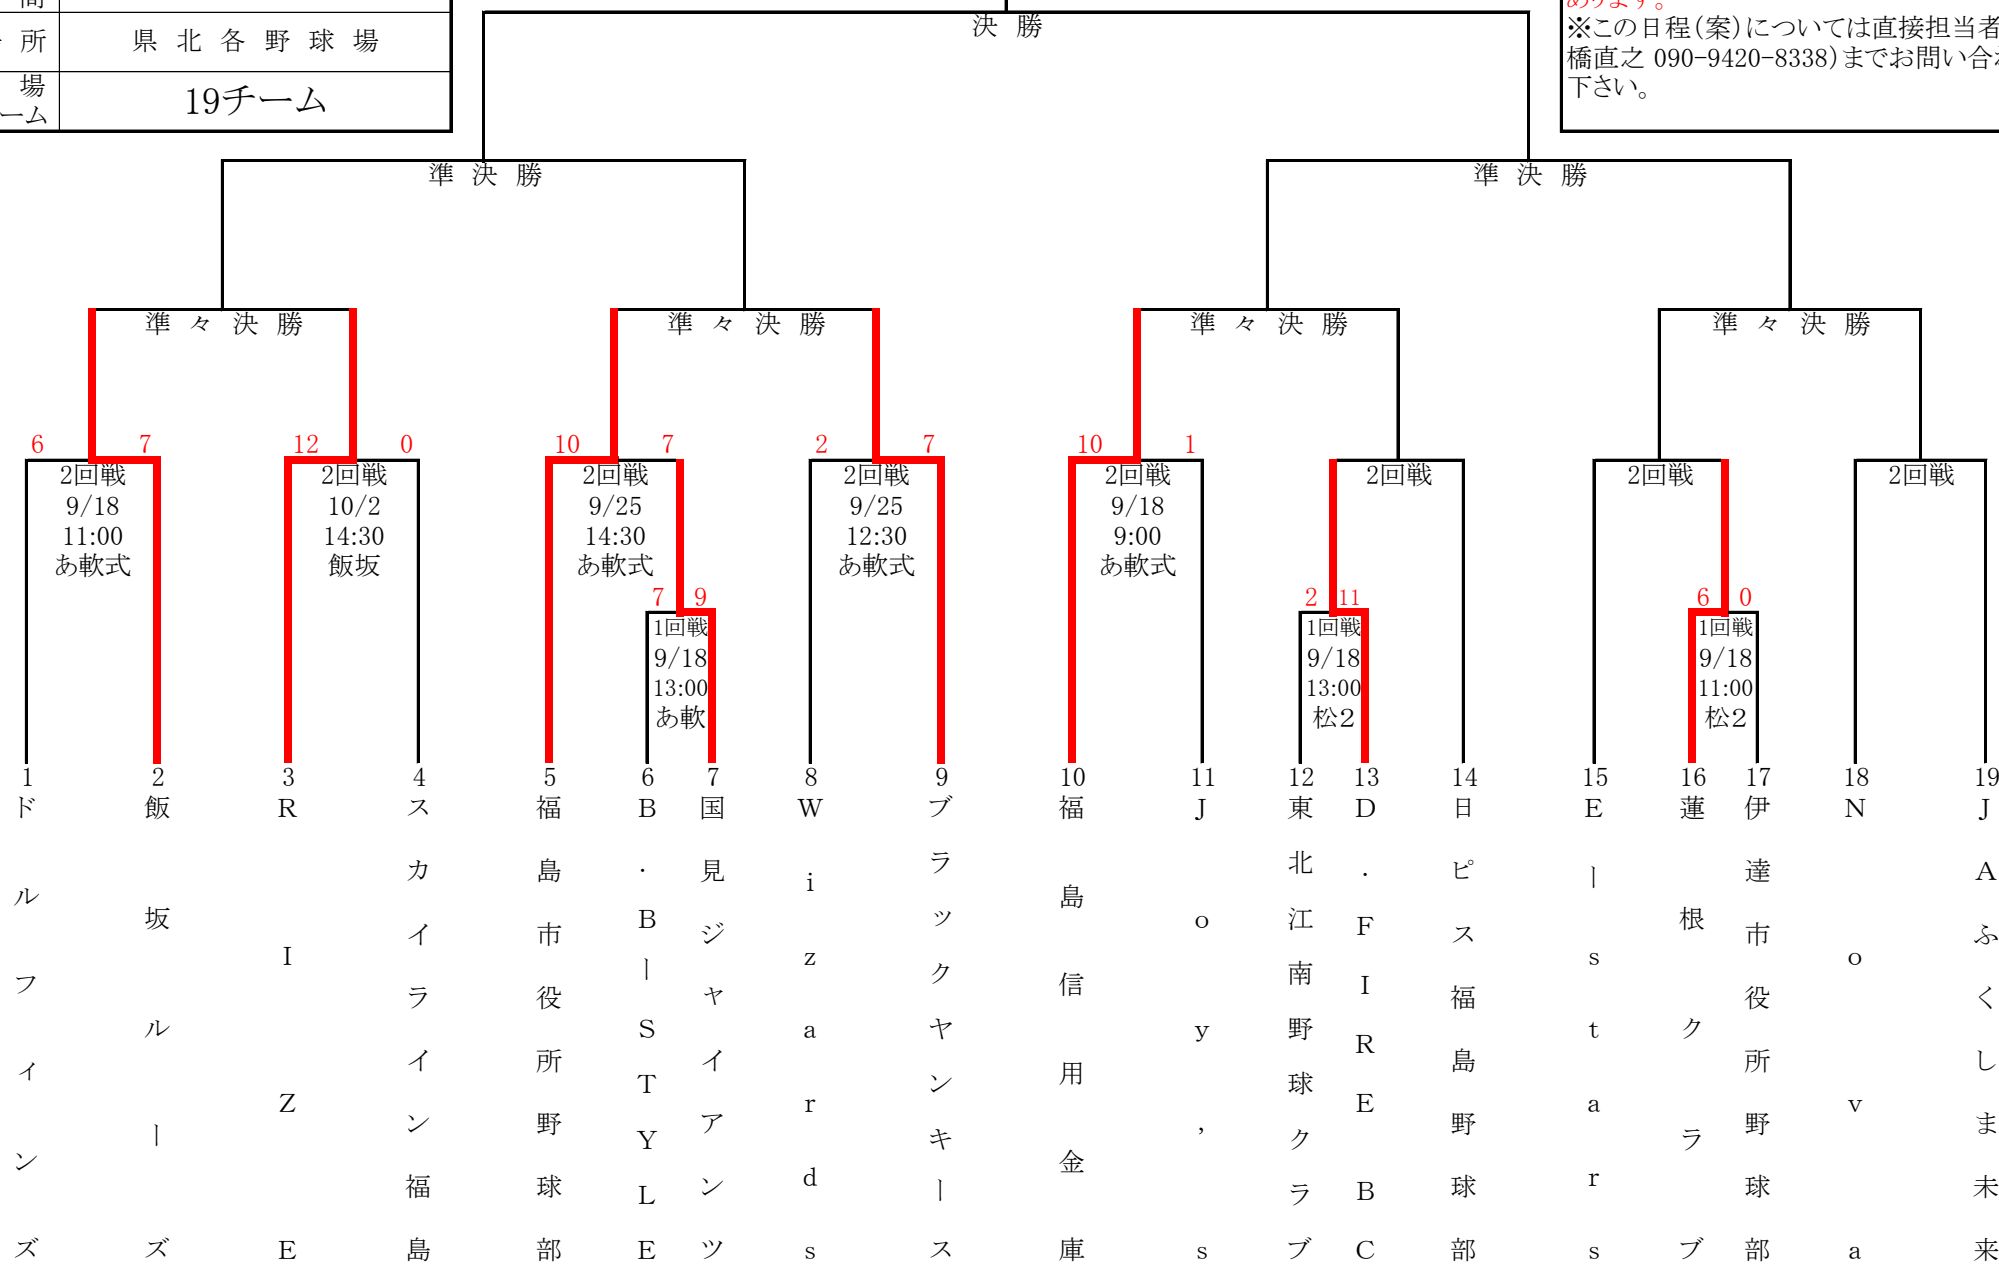 所
県北各野球場
場
ーム
19チーム
あります。
※この日程(案)については直接担当者
橋直之 090-9420-8338)までお問い合わ
下さい。
決勝
準決勝
準決勝
準々決勝
準々決勝
準々決勝
準々決勝
6 7
2回戦
9/18
11:00
あ軟式
12 0
2回戦
10/2
14:30
飯坂
10 7
2回戦
9/25
14:30
あ軟式
2 7
2回戦
9/25
12:30
あ軟式
10 1
2回戦
9/18
9:00
あ軟式
2回戦
2回戦
2回戦
7 9
1回戦
9/18
13:00
あ軟
2 11
1回戦
9/18
13:00
松2
6 0
1回戦
9/18
11:00
松2
1
ドルフィンズ
2
飯坂ルーズ
3
RIZE
4
スカイライン福島
5
福島市役所野球部
6
B.B-STYLE
7
国見ジャイアンツ
8
Wizards
9
ブラックヤンキース
10
福島信用金庫
11
Joy's
12
東北江南野球クラブ
13
D.FIRE BC
14
日ピス福島野球部
15
E-stars
16
蓮根クラブ
17
伊達市役所野球部
18
Nova
19
JAふくしま未来